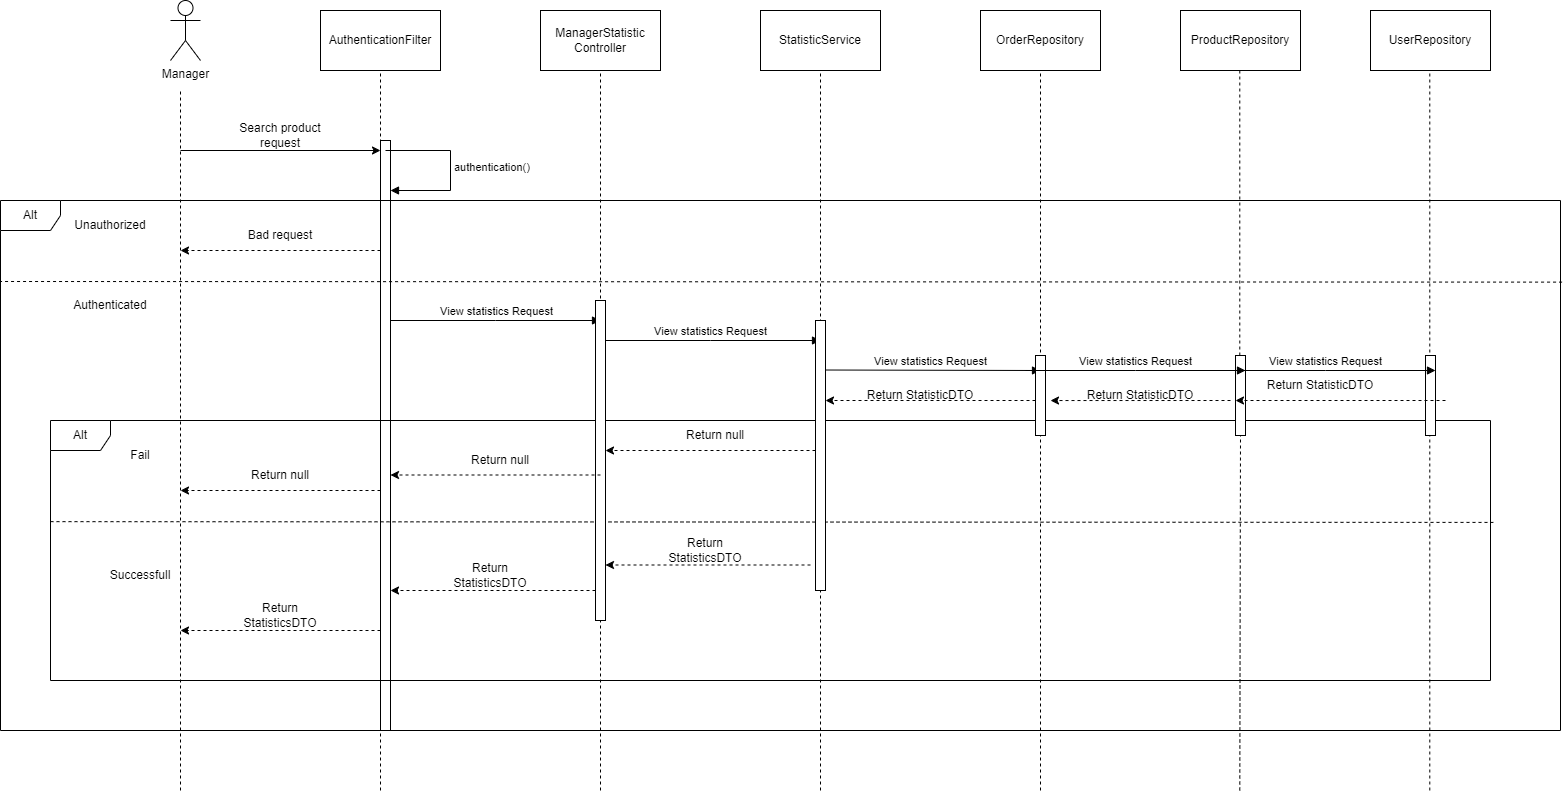 Manager
AuthenticationFilter
ManagerStatistic
Controller
StatisticService
OrderRepository
ProductRepository
UserRepository
Search product
request
authentication()
Alt
Unauthorized
Bad request
Authenticated
View statistics Request
View statistics Request
View statistics Request
View statistics Request
View statistics Request
Return StatisticDTO
Return StatisticDTO
Return StatisticDTO
Alt
Fail
Return null
Return null
Return null
Return
StatisticsDTO
Return
StatisticsDTO
Successfull
Return
StatisticsDTO